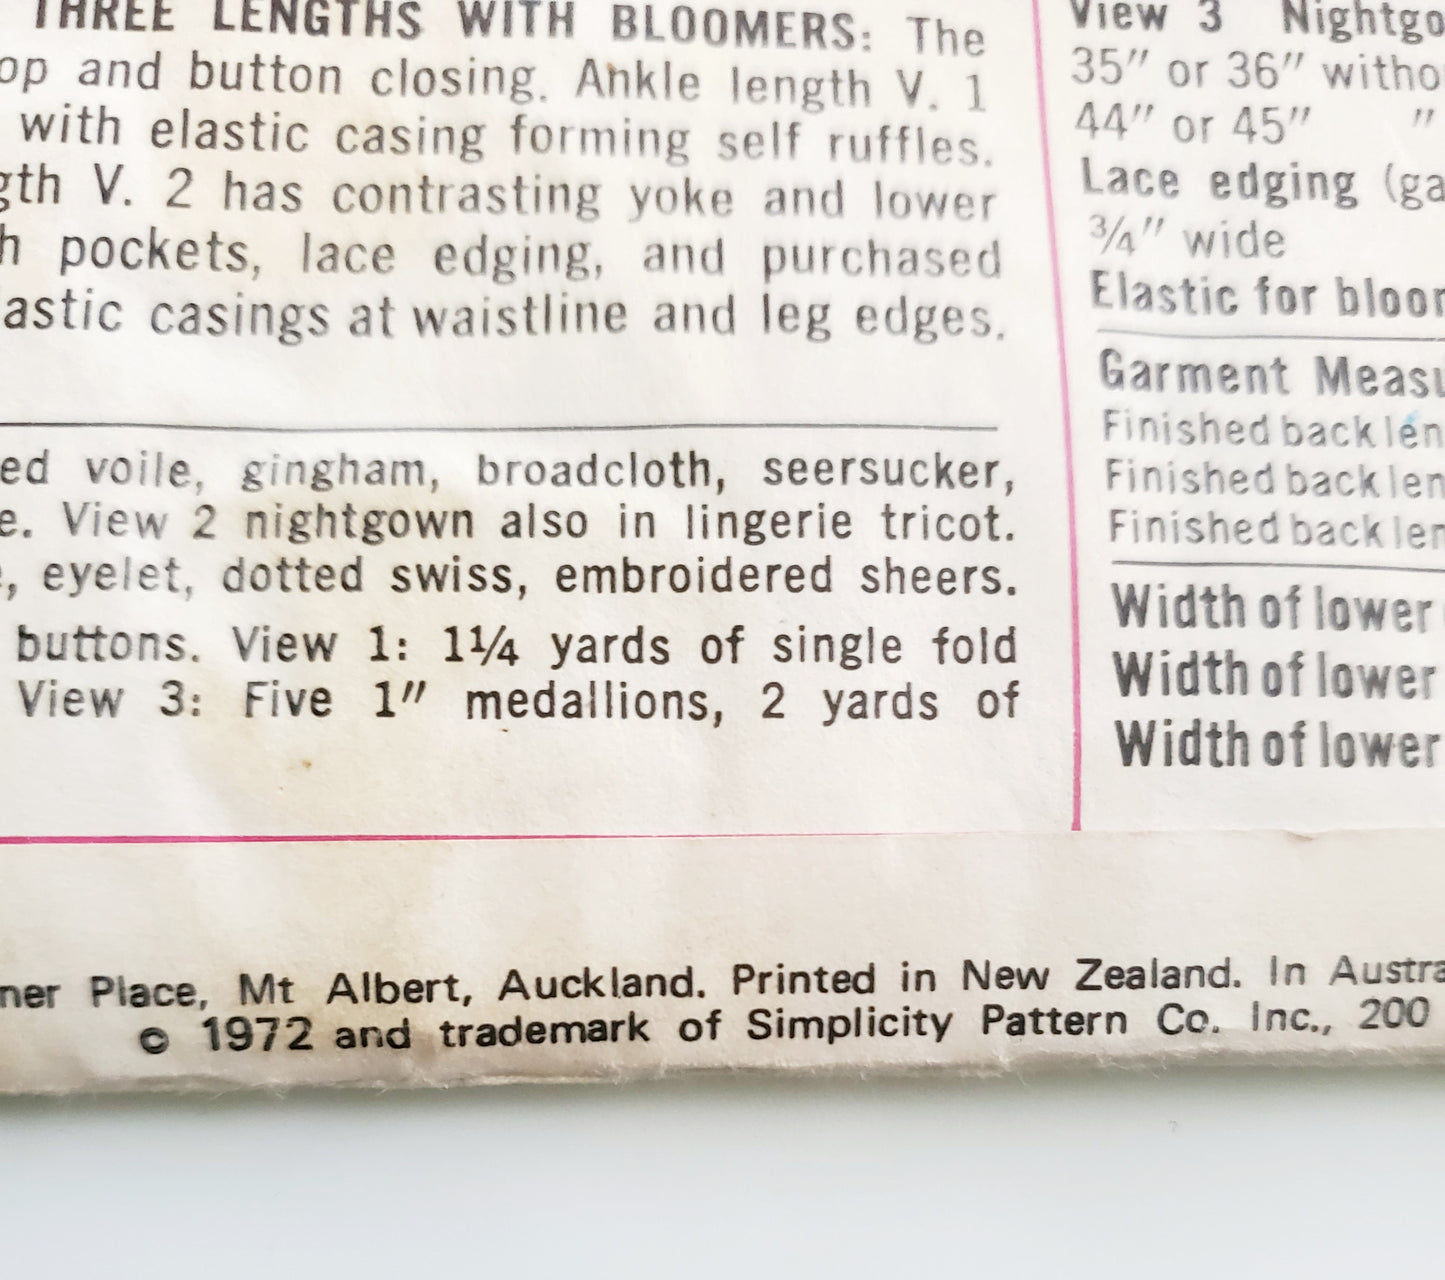 THREE LENGTHS WITH BLOOMERS: The
op and button closing. Ankle length V. 1
with elastic casing forming self ruffles.
gth V. 2 has contrasting yoke and lower
h pockets, lace edging, and purchased
lastic casings at waistline and leg edges.
ed voile, gingham, broadcloth, seersucker,
e. View 2 nightgown also in lingerie tricot.
, eyelet, dotted swiss, embroidered sheers.
buttons. View 1: 1¼ yards of single fold
View 3: Five 1″ medallions, 2 yards of
View 3 Nightgo
35″ or 36″ witho
44″ or 45″ ″
Lace edging (ga
¾″ wide
Elastic for bloom
Garment Measu
Finished back len
Finished back len
Finished back len
Width of lower
Width of lower
Width of lower
ner Place, Mt Albert, Auckland. Printed in New Zealand. In Austra
© 1972 and trademark of Simplicity Pattern Co. Inc., 200